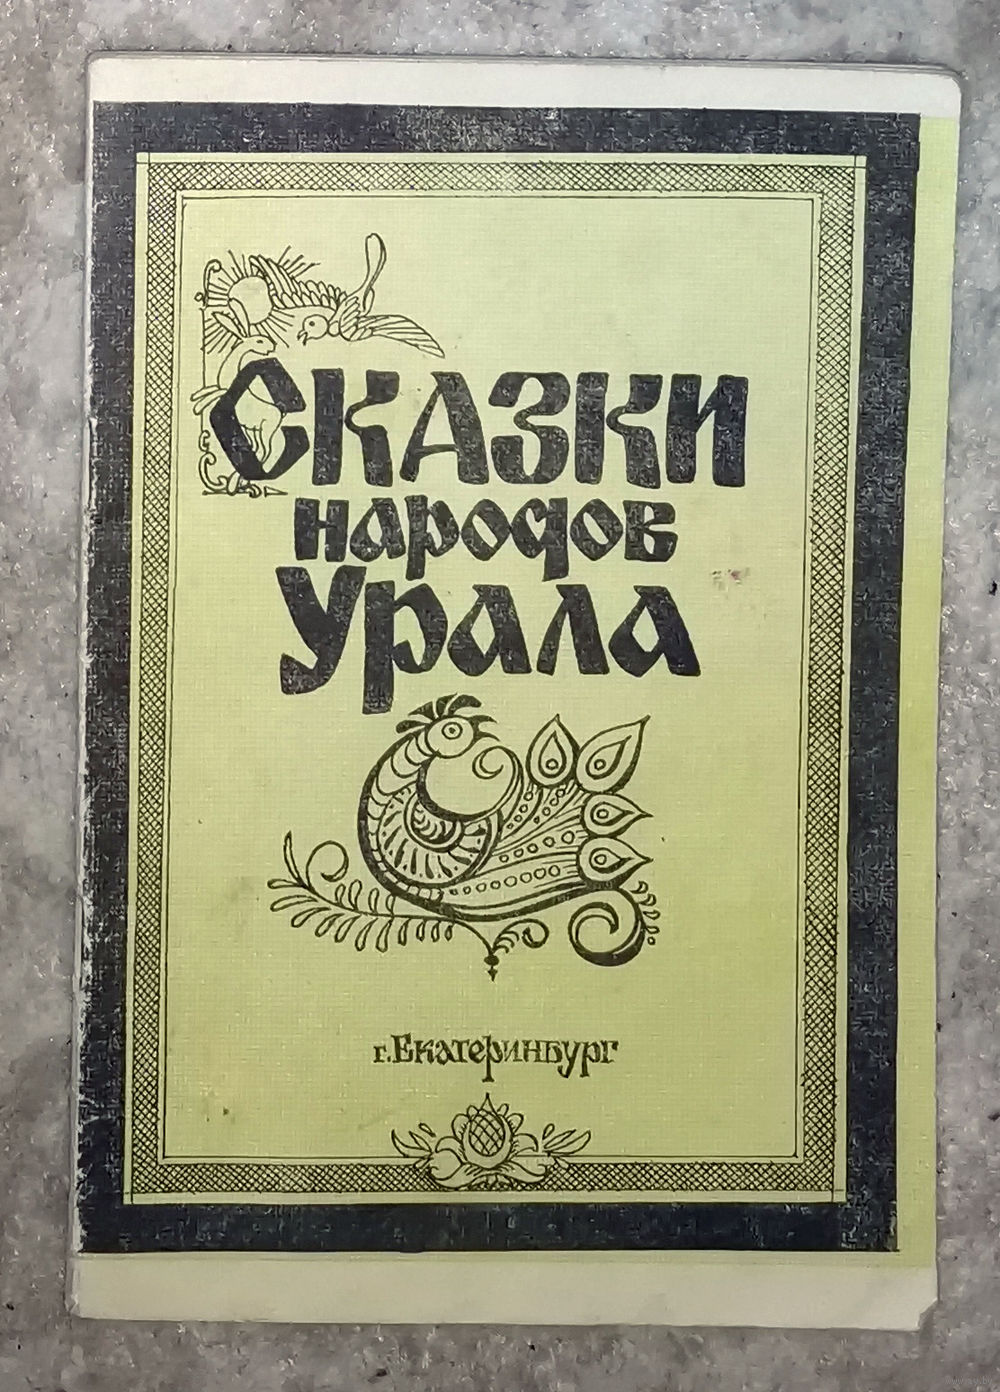 Сказки
народов
Урала
г.Екатеринбург